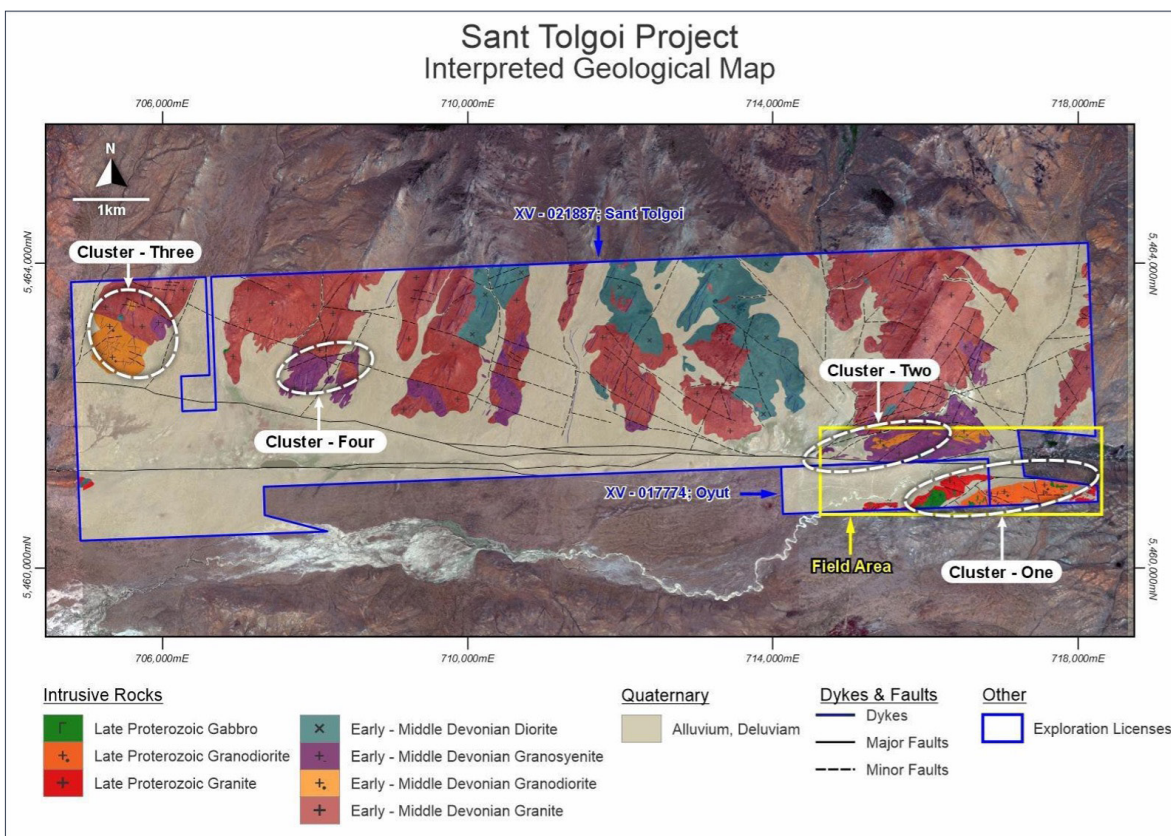 Sant Tolgoi Project
Interpreted Geological Map
706,000mE
710,000mE
714,000mE
718,000mE
N
1km
XV - 021887; Sant Tolgoi
Cluster - Three
5,464,000mN
5,464,000mN
Cluster - Two
Cluster - Four
XV - 017774; Oyut
5,460,000mN
Field Area
Cluster - One
5,460,000mN
706,000mE
710,000mE
714,000mE
718,000mE
Intrusive Rocks
Late Proterozoic Gabbro
Late Proterozoic Granodiorite
Late Proterozoic Granite
Early - Middle Devonian Diorite
Early - Middle Devonian Granosyenite
Early - Middle Devonian Granodiorite
Early - Middle Devonian Granite
Quaternary
Alluvium, Deluviam
Dykes & Faults
Dykes
Major Faults
Minor Faults
Other
Exploration Licenses